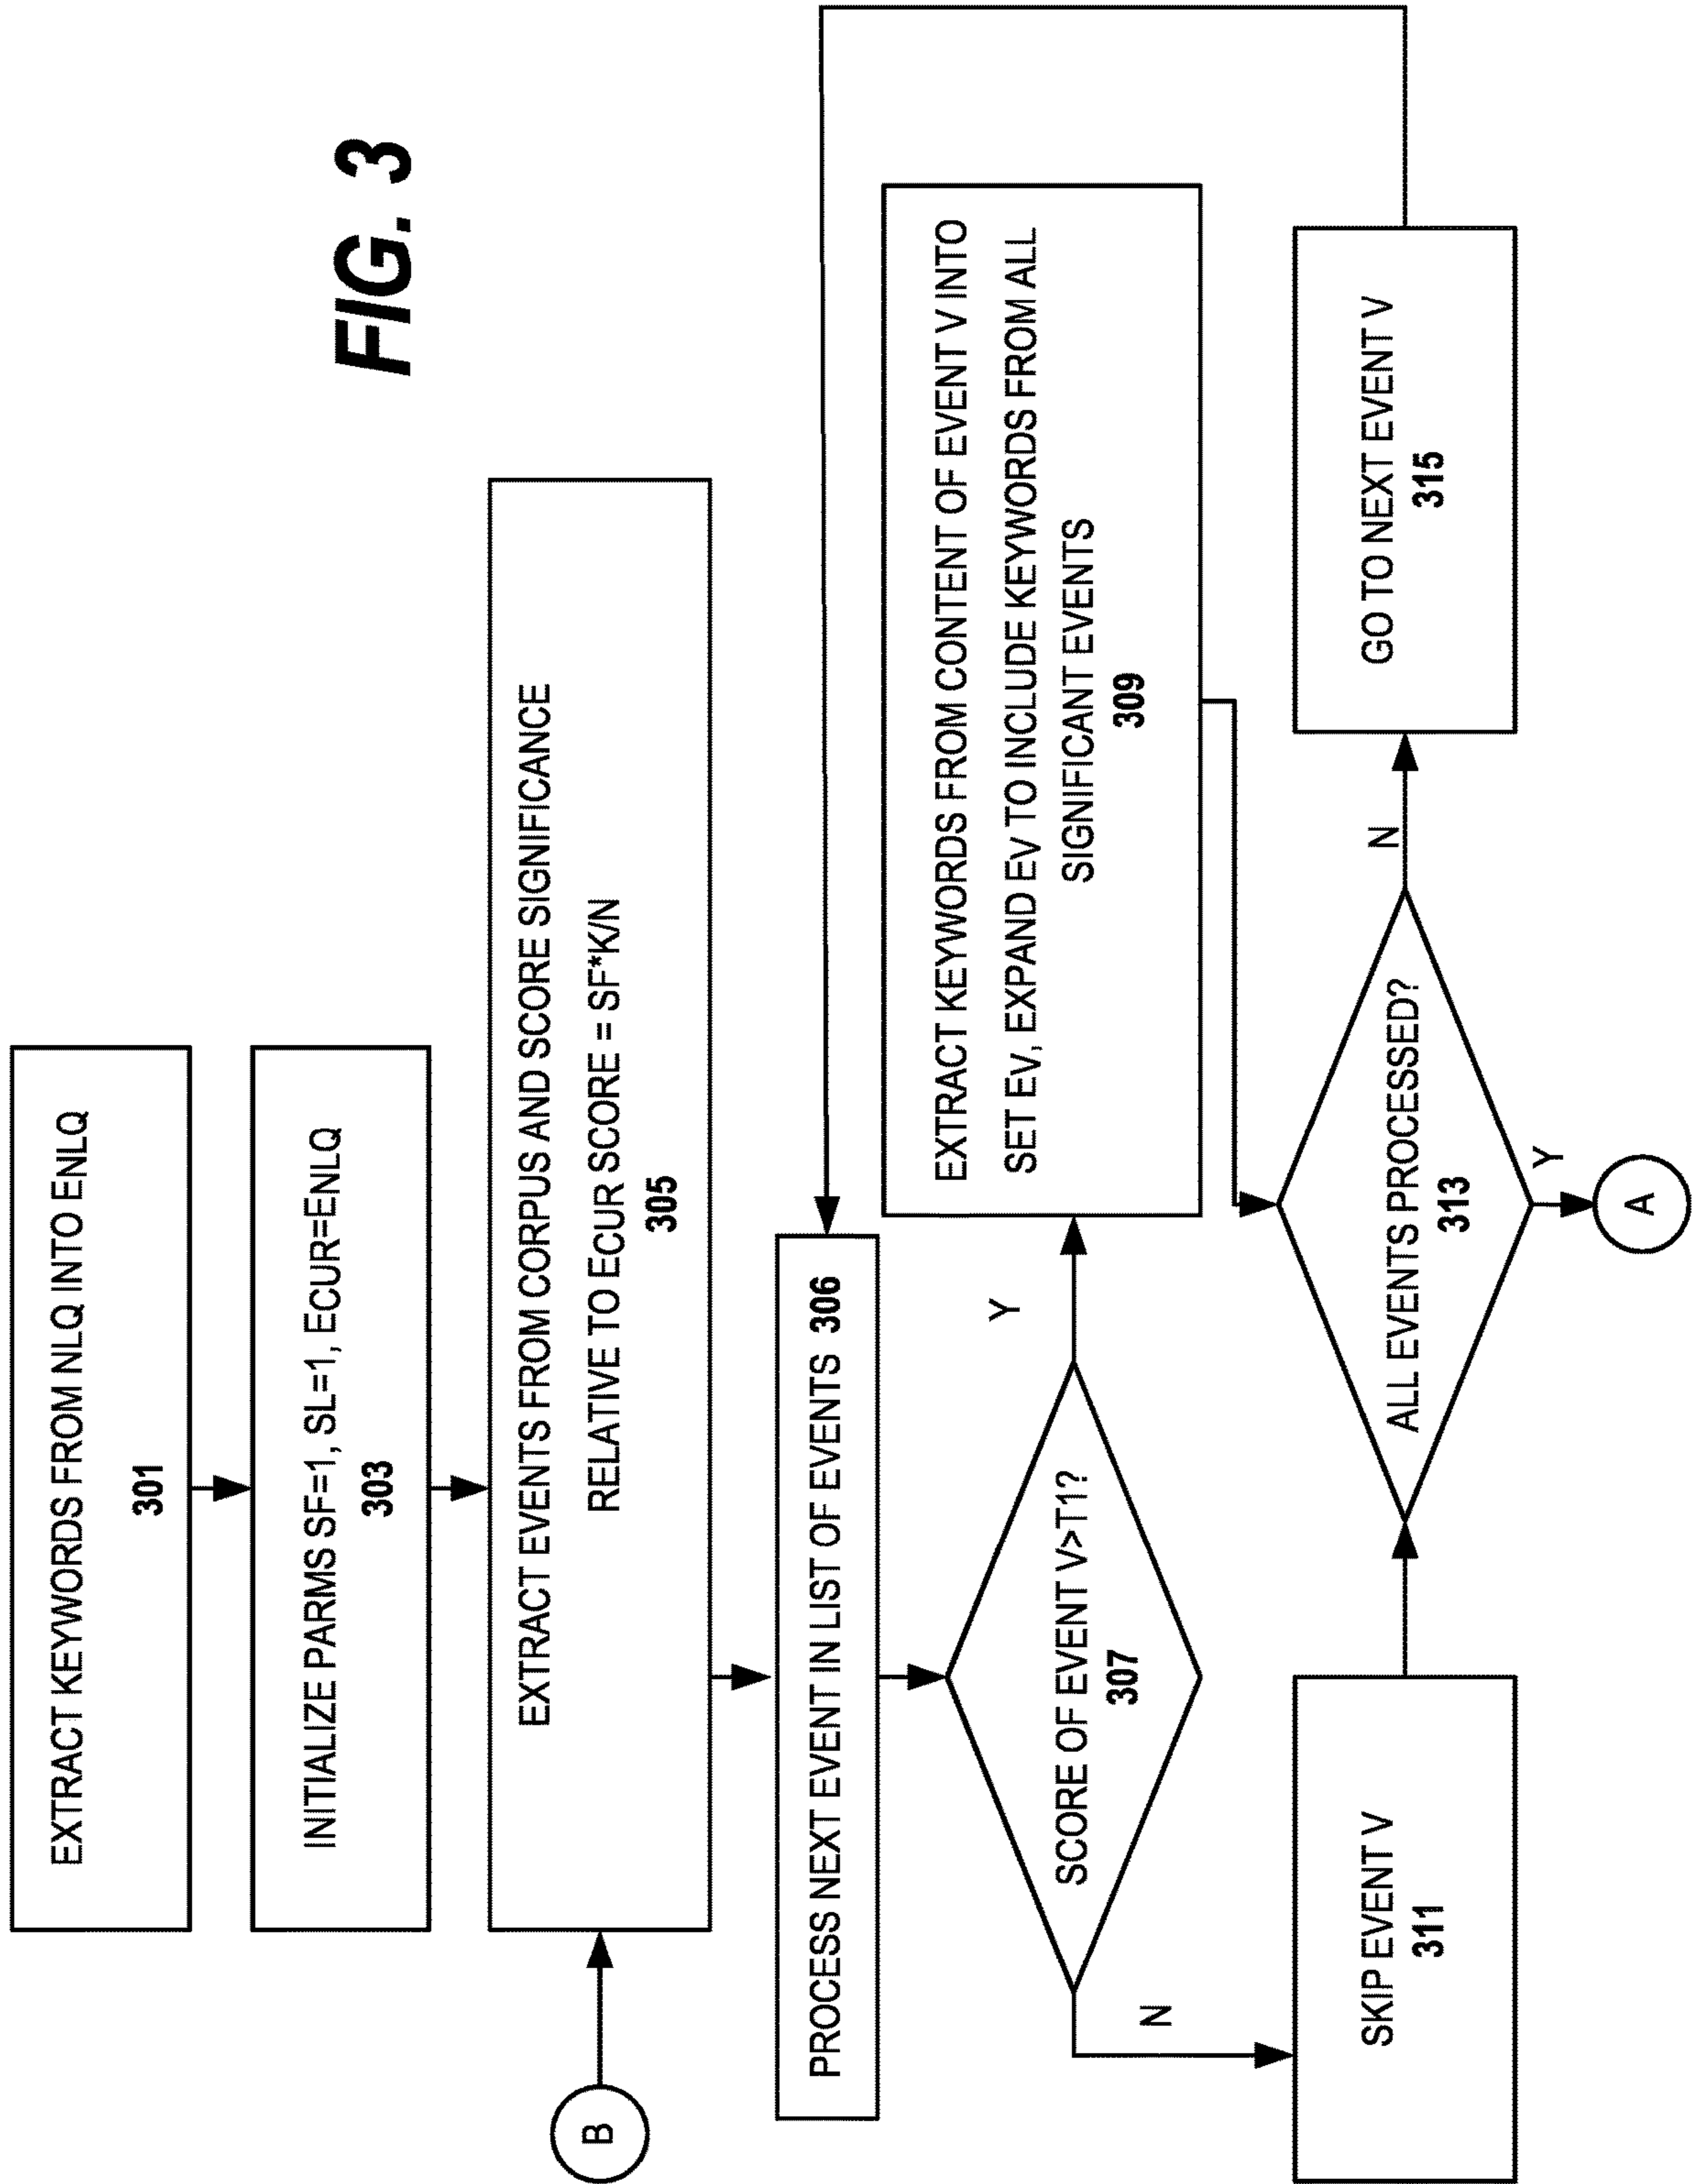 EXTRACT KEYWORDS FROM NLQ INTO ENLQ
301
INITIALIZE PARMS SF=1, SL=1, ECUR=ENLQ
303
FIG. 3
B
EXTRACT EVENTS FROM CORPUS AND SCORE SIGNIFICANCE
RELATIVE TO ECUR SCORE = SF*K/N
305
PROCESS NEXT EVENT IN LIST OF EVENTS 306
SCORE OF EVENT V>T1?
307
Y
N
EXTRACT KEYWORDS FROM CONTENT OF EVENT V INTO
SET EV, EXPAND EV TO INCLUDE KEYWORDS FROM ALL
SIGNIFICANT EVENTS
309
SKIP EVENT V
311
ALL EVENTS PROCESSED?
313
N
GO TO NEXT EVENT V
315
Y
A